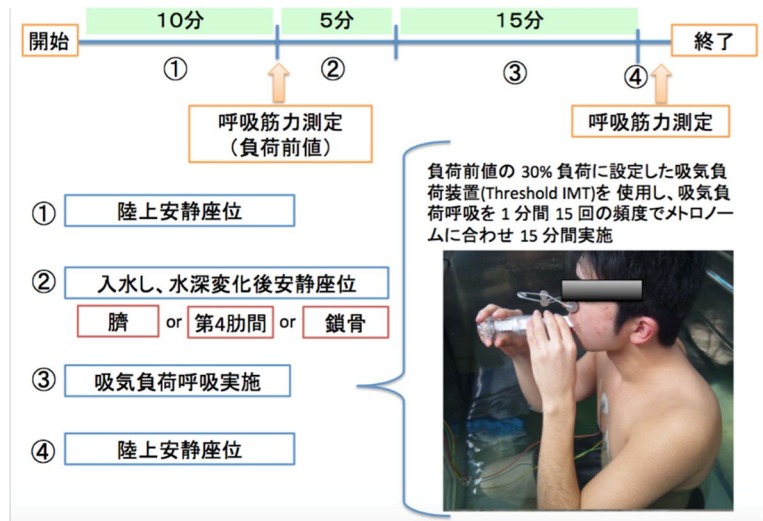 10分
5分
15分
開始
終了
①
②
③
④
呼吸筋力測定
(負荷前値)
呼吸筋力測定
① 陸上安静座位
② 入水し、水深変化後安静座位
臍 or 第4肋間 or 鎖骨
③ 吸気負荷呼吸実施
④ 陸上安静座位
負荷前値の 30% 負荷に設定した吸気負
荷装置(Threshold IMT)を 使用し、吸気負
荷呼吸を 1 分間 15 回の頻度でメトロノー
ムに合わせ 15 分間実施